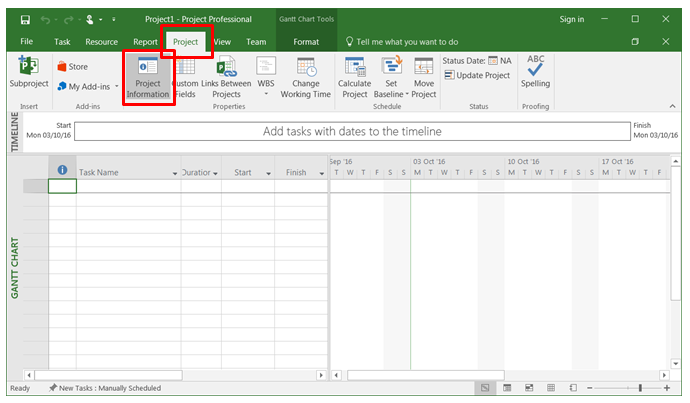 Project1 - Project Professional
Gantt Chart Tools
Sign in
File Task Resource Report Project View Team Format Tell me what you want to do
Subproject
Store
My Add-ins
Project Information
Custom Fields
Links Between Projects
WBS
Change Working Time
Calculate Project
Set Baseline
Move Project
Status Date: NA
Update Project
ABC
Spelling
Insert Add-ins Properties Schedule Status Proofing
TIMELINE
Start
Mon 03/10/16
Add tasks with dates to the timeline
Finish
Mon 03/10/16
GANTT CHART
Task Name Duration Start Finish
Sep '16 03 Oct '16 10 Oct '16 17 Oct '16
T W T F S S M T W T F S S M T W T F S S M T W T F
Ready New Tasks : Manually Scheduled